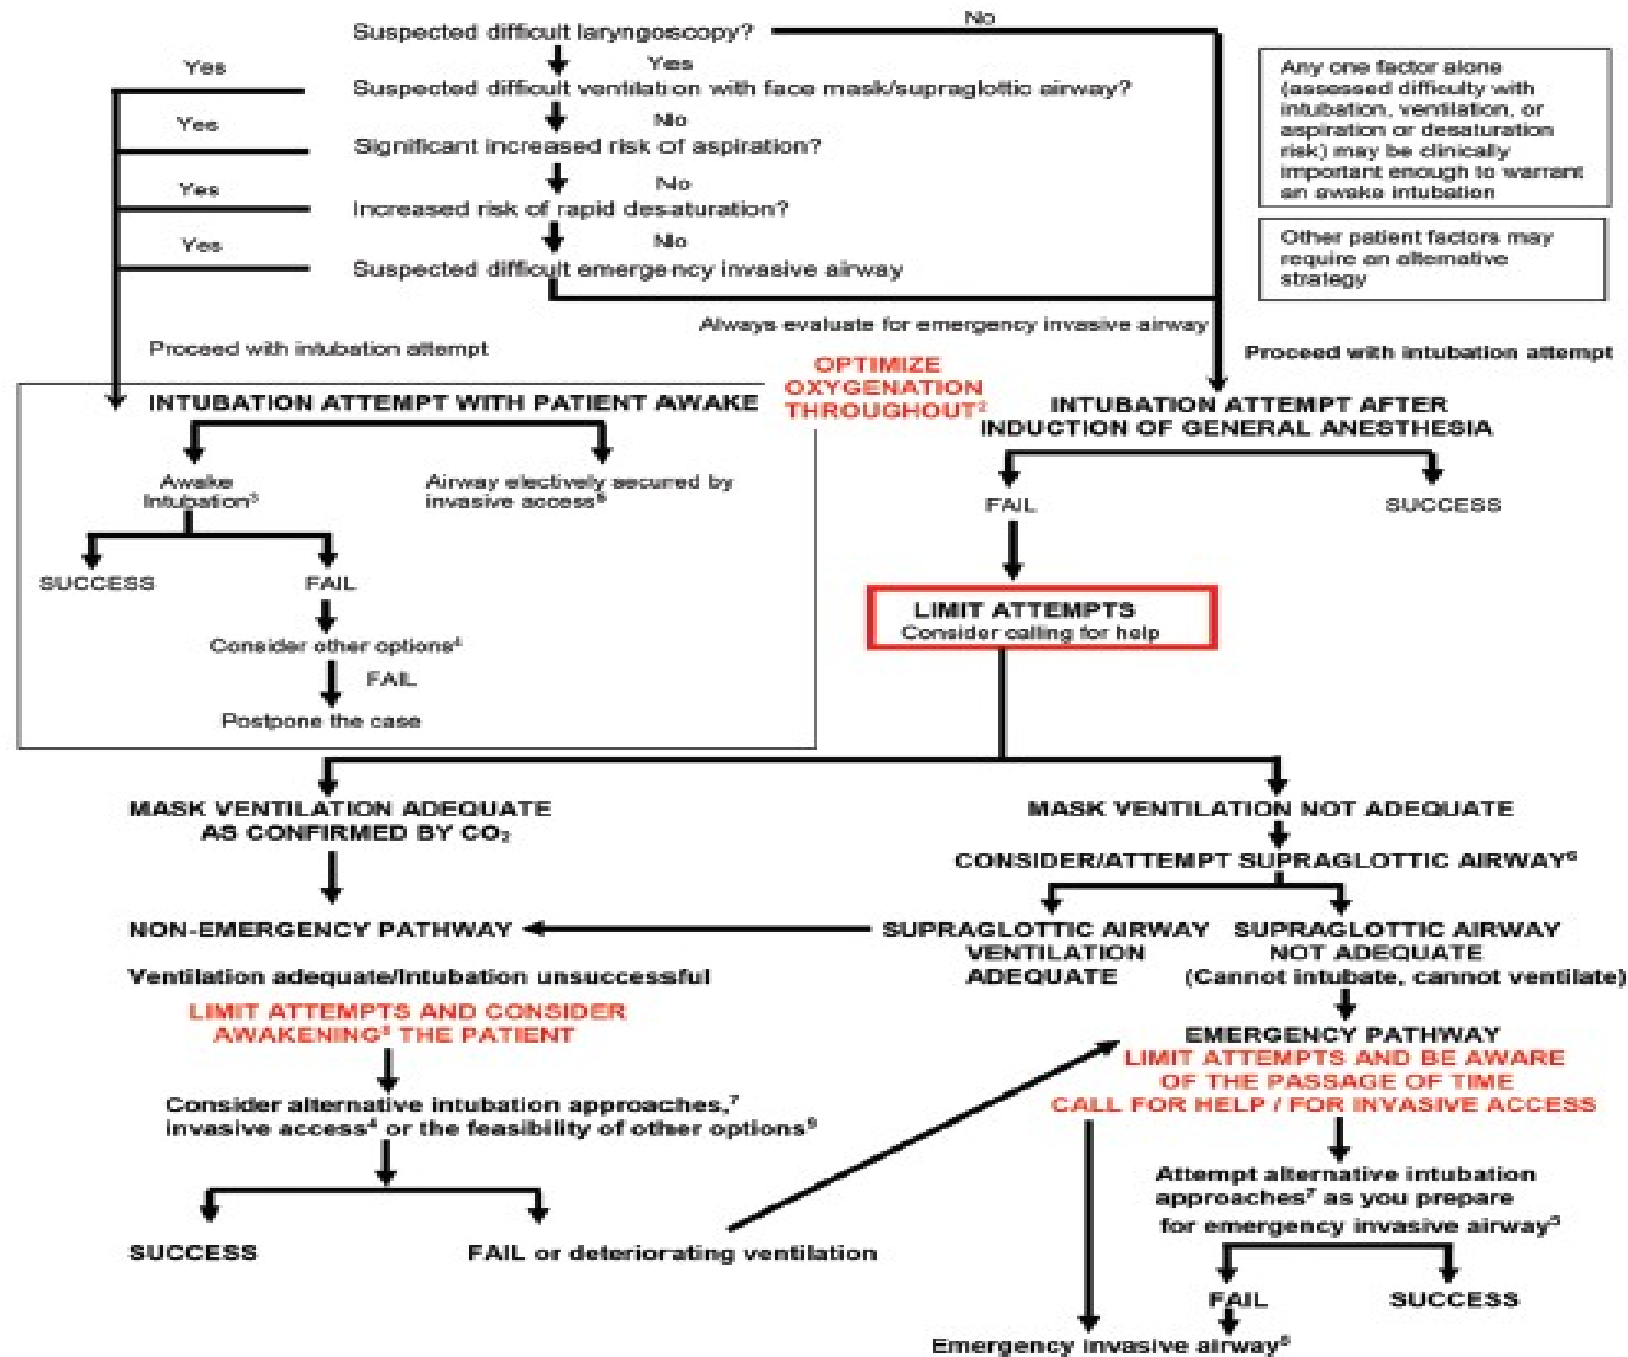 No
Suspected difficult laryngoscopy?
Yes
Yes
Suspected difficult ventilation with face mask/supraglottic airway?
Yes
No
Significant increased risk of aspiration?
Yes
No
Increased risk of rapid desaturation?
Yes
No
Suspected difficult emergency invasive airway
Any one factor alone
(assessed difficulty with
intubation, ventilation, or
aspiration or desaturation
risk) may be clinically
important enough to warrant
an awake intubation
Other patient factors may
require an alternative
strategy
Always evaluate for emergency invasive airway
Proceed with intubation attempt
Proceed with intubation attempt
OPTIMIZE
OXYGENATION
THROUGHOUT²
INTUBATION ATTEMPT WITH PATIENT AWAKE
INTUBATION ATTEMPT AFTER
INDUCTION OF GENERAL ANESTHESIA
Awake
Intubation³
Airway electively secured by
invasive access
FAIL
SUCCESS
SUCCESS
FAIL
Consider other options⁴
FAIL
Postpone the case
LIMIT ATTEMPTS
Consider calling for help
MASK VENTILATION ADEQUATE
AS CONFIRMED BY CO₂
MASK VENTILATION NOT ADEQUATE
CONSIDER/ATTEMPT SUPRAGLOTTIC AIRWAY⁶
NON-EMERGENCY PATHWAY
SUPRAGLOTTIC AIRWAY
VENTILATION
ADEQUATE
SUPRAGLOTTIC AIRWAY
NOT ADEQUATE
(Cannot intubate, cannot ventilate)
Ventilation adequate/Intubation unsuccessful
LIMIT ATTEMPTS AND CONSIDER
AWAKENING THE PATIENT
EMERGENCY PATHWAY
LIMIT ATTEMPTS AND BE AWARE
OF THE PASSAGE OF TIME
CALL FOR HELP / FOR INVASIVE ACCESS
Consider alternative intubation approaches,⁷
invasive access⁴ or the feasibility of other options⁹
Attempt alternative intubation
approaches⁷ as you prepare
for emergency invasive airway
SUCCESS
FAIL or deteriorating ventilation
FAIL
SUCCESS
Emergency invasive airway